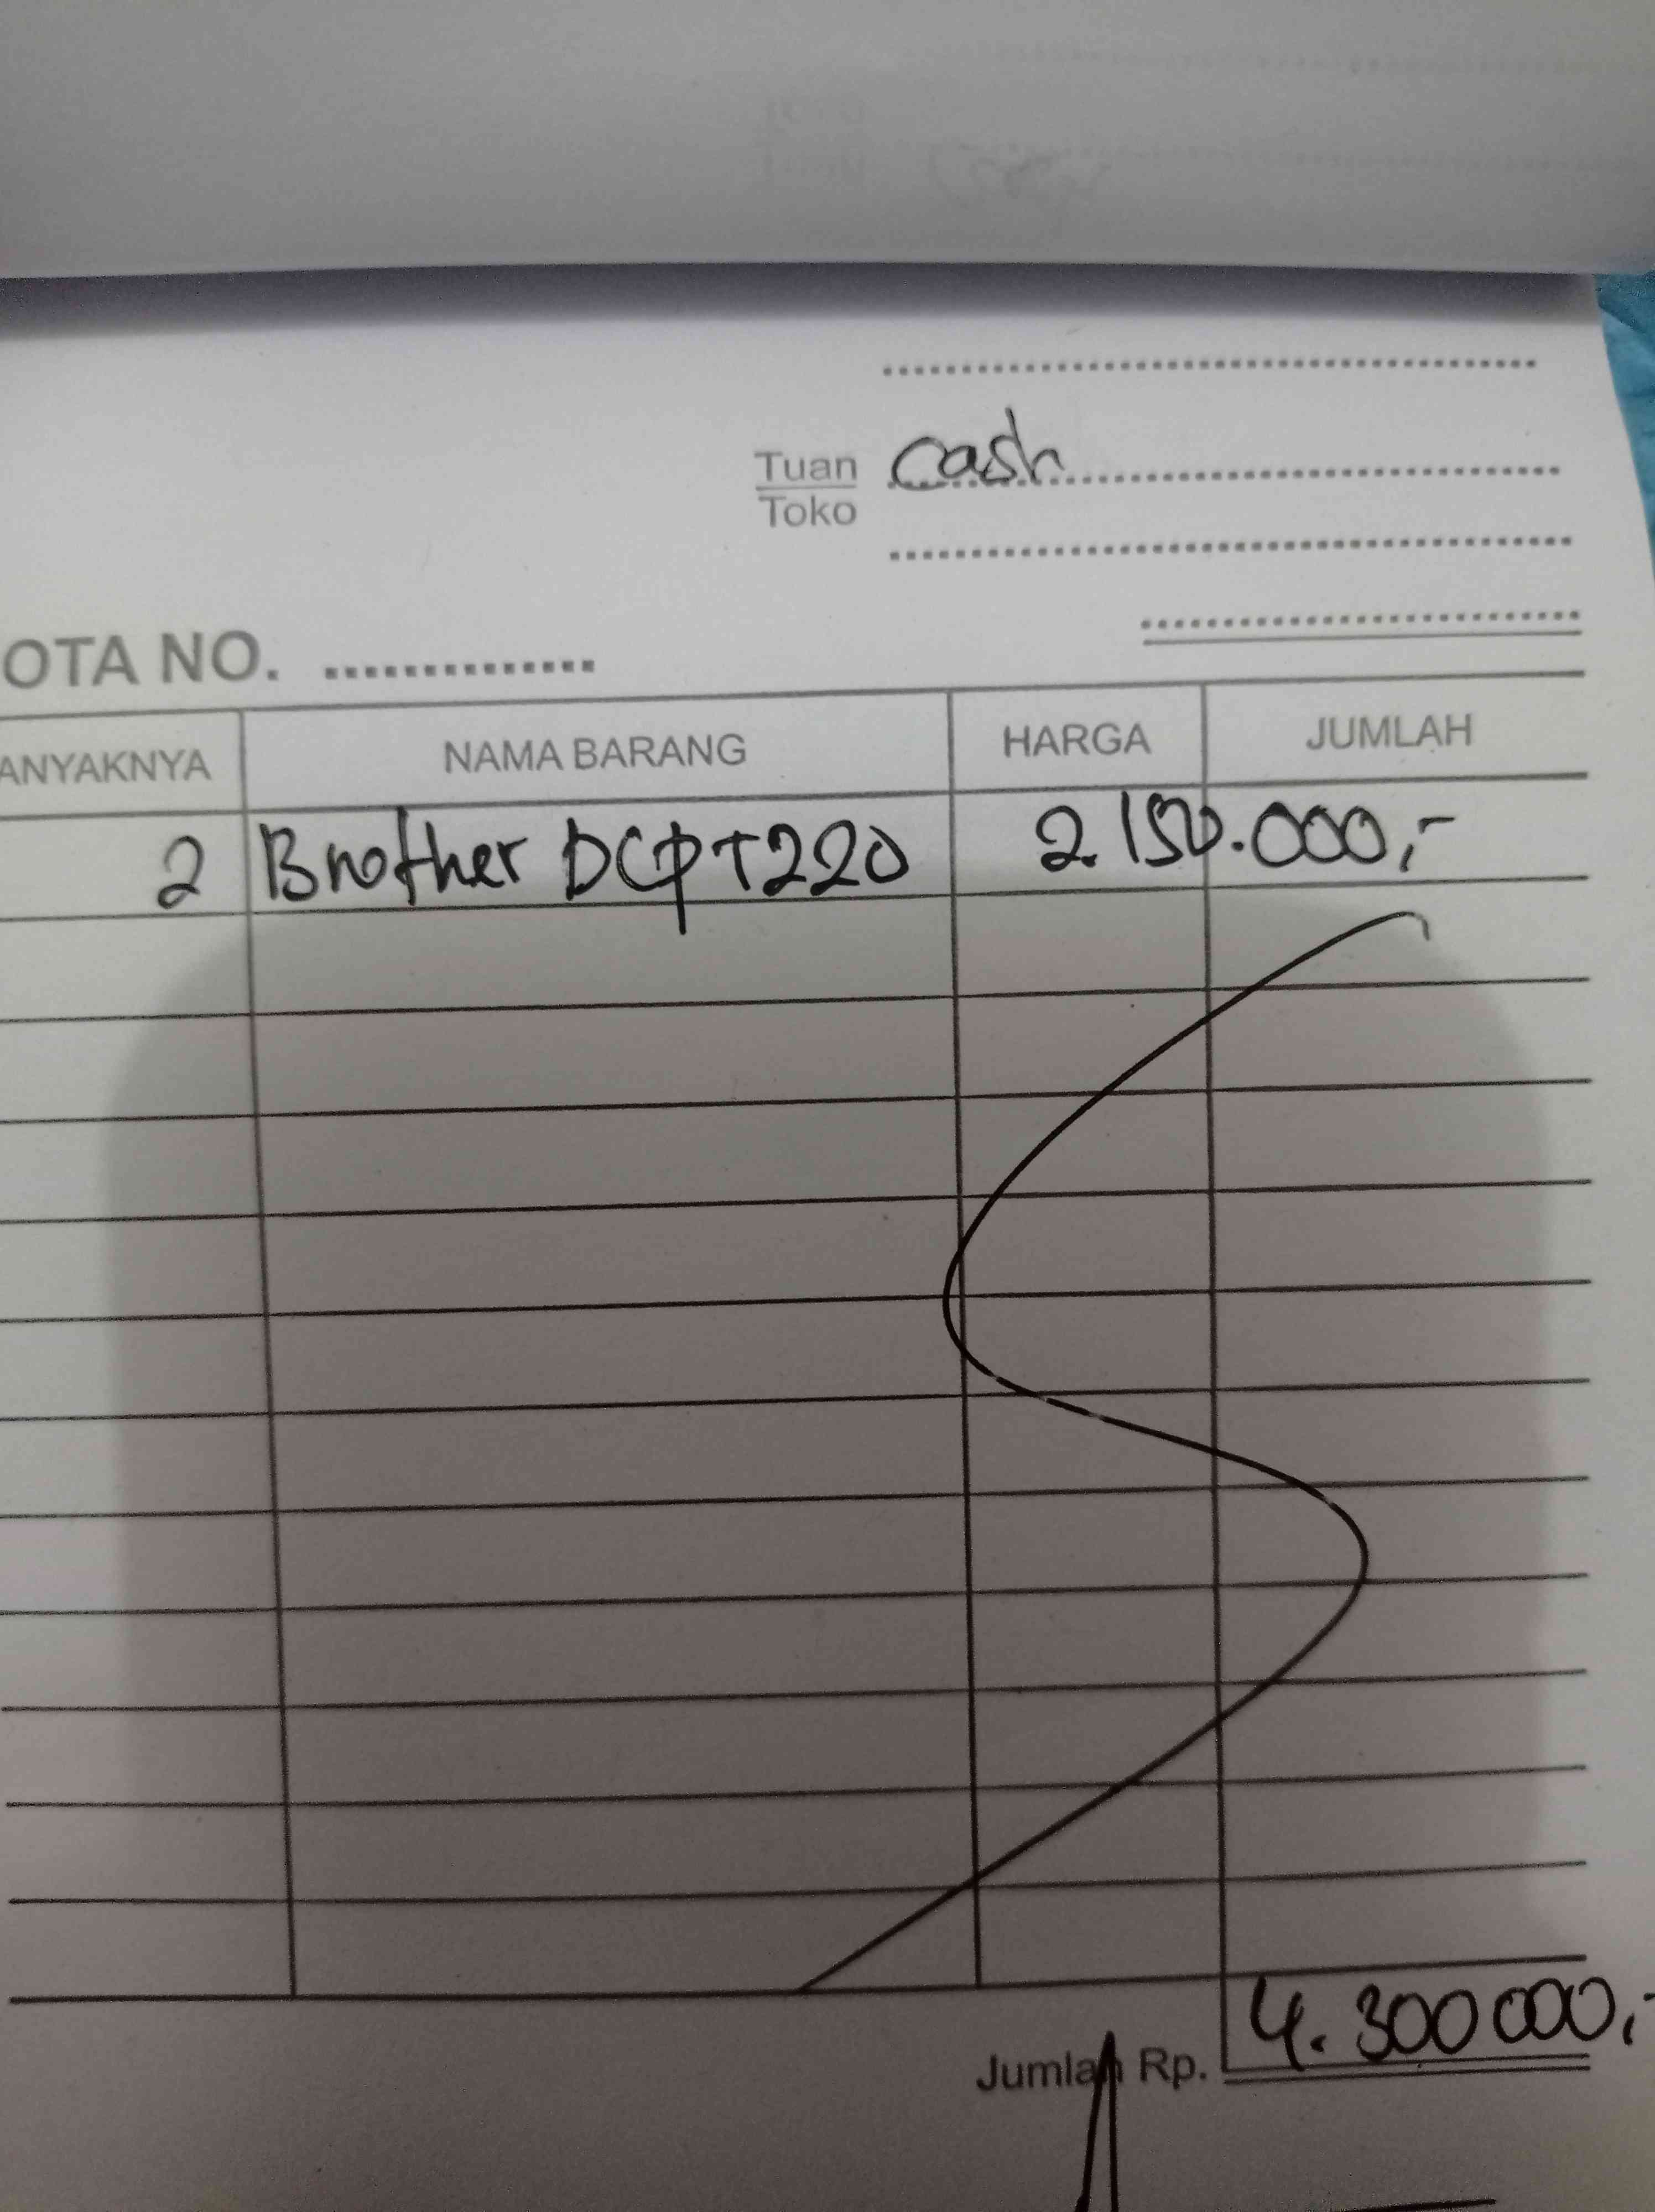 Tuan cash
Toko
OTA NO.
ANYAKNYA NAMA BARANG HARGA JUMLAH
2 Brother DCP T220 2.150.000,-
Jumlah Rp. 4.300000,-